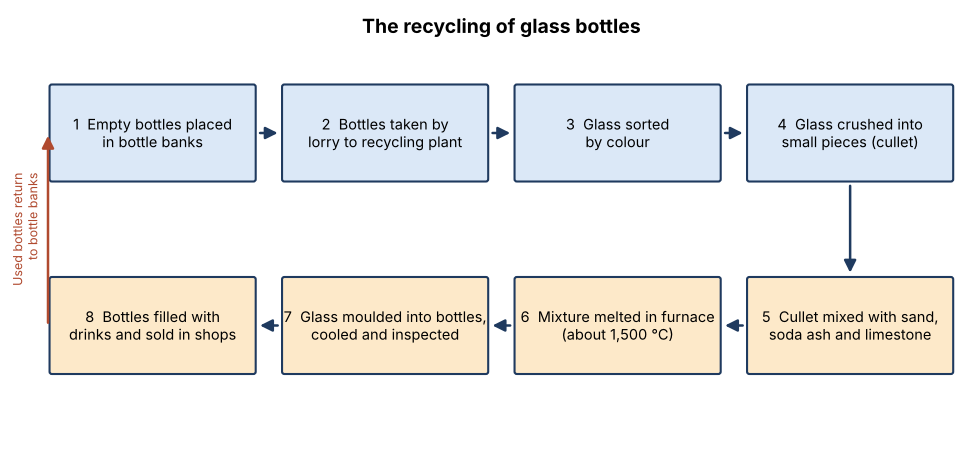 The recycling of glass bottles
1 Empty bottles placed
in bottle banks
2 Bottles taken by
lorry to recycling plant
3 Glass sorted
by colour
4 Glass crushed into
small pieces (cullet)
Used bottles return
to bottle banks
8 Bottles filled with
drinks and sold in shops
7 Glass moulded into bottles,
cooled and inspected
6 Mixture melted in furnace
(about 1,500 °C)
5 Cullet mixed with sand,
soda ash and limestone